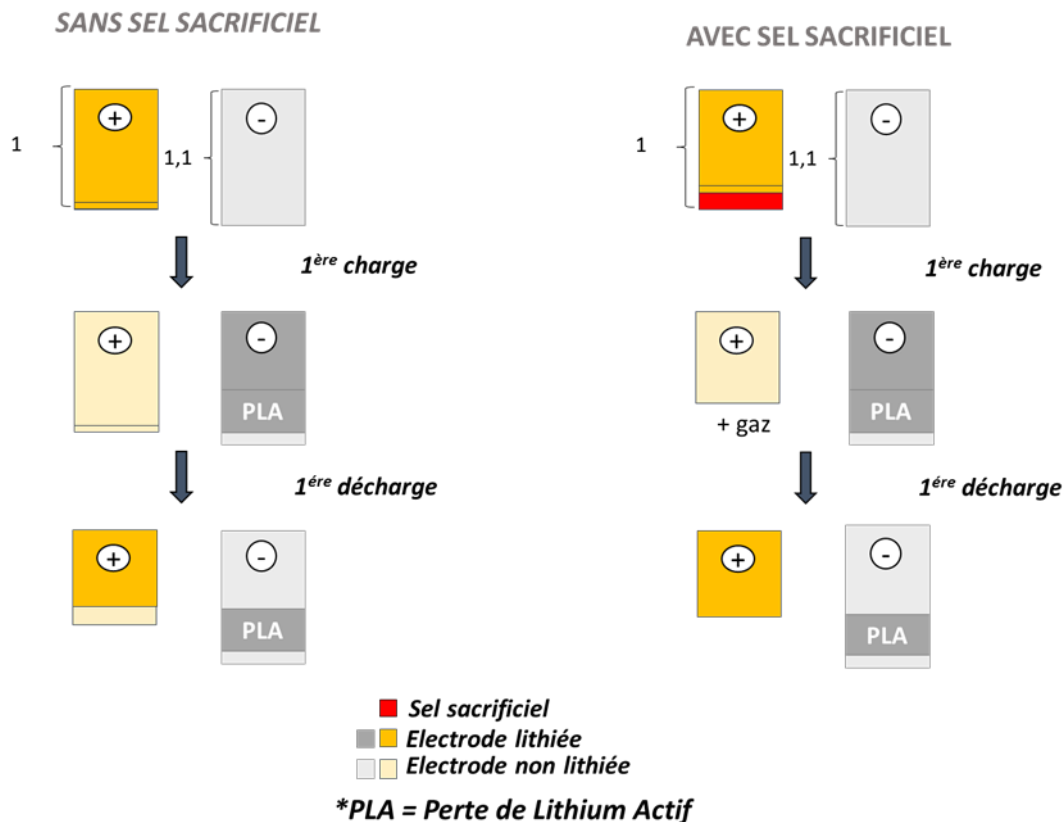 SANS SEL SACRIFICIEL
AVEC SEL SACRIFICIEL
1 + 1,1 -
1 + 1,1 -
1ère charge
1ère charge
+ -
PLA
+ -
PLA
+ gaz
1ére décharge
1ére décharge
+ -
PLA
+ -
PLA
Sel sacrificiel
Electrode lithiée
Electrode non lithiée
*PLA = Perte de Lithium Actif